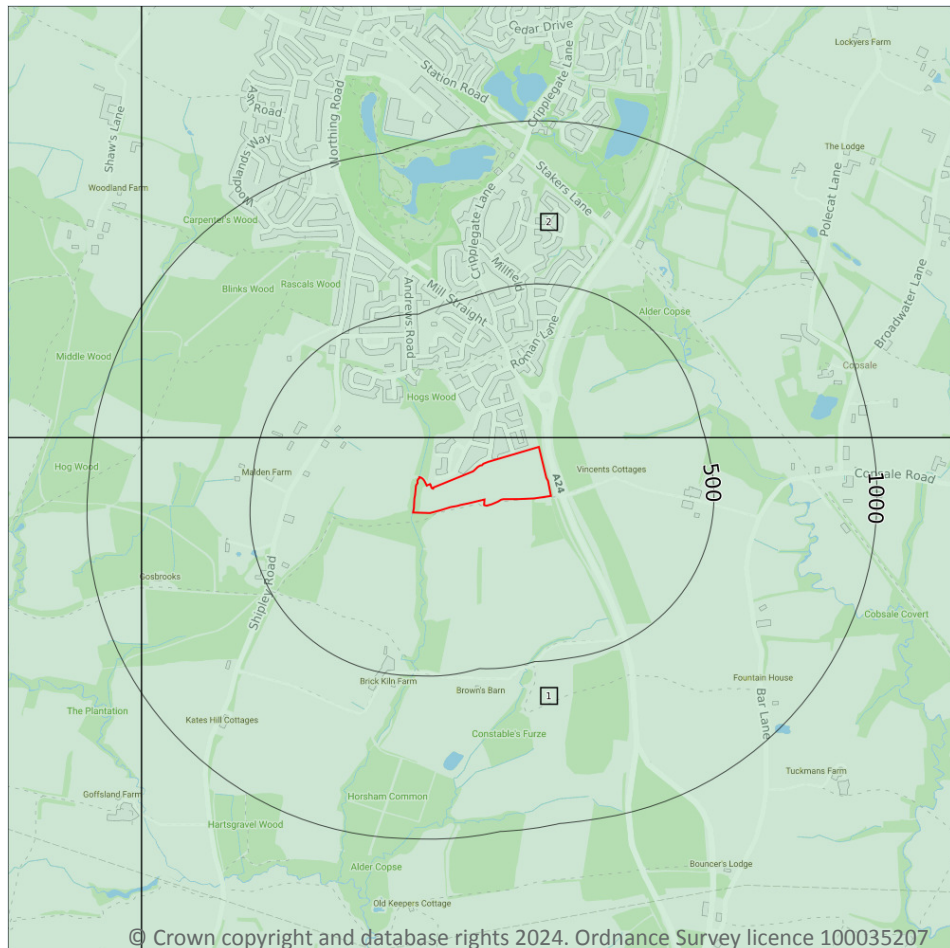 Cedar Drive
Lockyers Farm
Station Road
Cripplegate Lane
Ash Road
Worthing Road
Shaw's Lane
Woodlands Way
The Lodge
Stakers Lane
Woodland Farm
Polecat Lane
Carpenter's Wood
2
Cripplegate Lane
Millfield
Blinks Wood
Rascals Wood
Andrews Road
Mill Straight
Broadwater Lane
Alder Copse
Roman Lane
Middle Wood
Copsale
Hogs Wood
Hog Wood
Malden Farm
Vincents Cottages
A24
500
Copsale Road
1000
Gosbrooks
Shipley Road
Cobsale Covert
Brick Kiln Farm
Brown's Barn
1
Fountain House
Bar Lane
The Plantation
Kates Hill Cottages
Constable's Furze
Tuckmans Farm
Goffsland Farm
Horsham Common
Hartsgravel Wood
Alder Copse
Bouncer's Lodge
Old Keepers Cottage
© Crown copyright and database rights 2024. Ordnance Survey licence 100035207